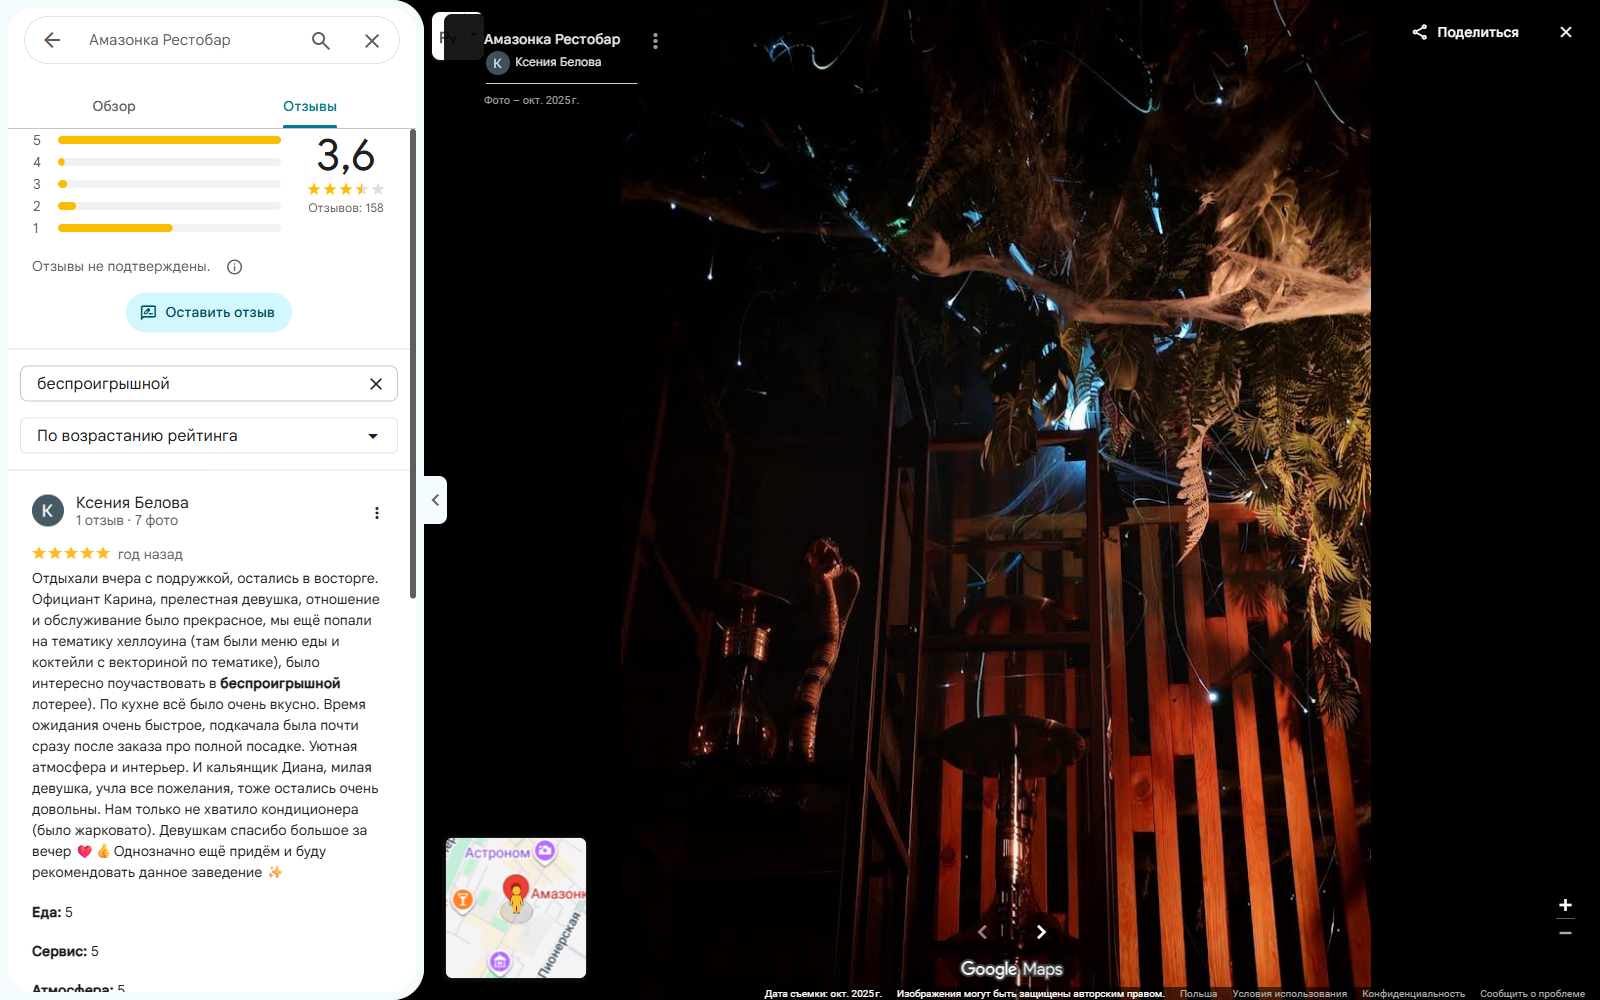 Амазонка Рестобар
Обзор
Отзывы
5
4
3
2
1
3,6
Отзывов: 158
Отзывы не подтверждены.
Оставить отзыв
беспроигрышной
По возрастанию рейтинга
К
Ксения Белова
1 отзыв · 7 фото
год назад
Отдыхали вчера с подружкой, остались в восторге.
Официант Карина, прелестная девушка, отношение
и обслуживание было прекрасное, мы ещё попали
на тематику хеллоуина (там были меню еды и
коктейли с векториной по тематике), было
интересно поучаствовать в беспроигрышной
лотерее). По кухне всё было очень вкусно. Время
ожидания очень быстрое, подкачала была почти
сразу после заказа про полной посадке. Уютная
атмосфера и интерьер. И кальянщик Диана, милая
девушка, учла все пожелания, тоже остались очень
довольны. Нам только не хватило кондиционера
(было жарковато). Девушкам спасибо большое за
вечер ❤️ 👍 Однозначно ещё придём и буду
рекомендовать данное заведение ✨
Еда: 5
Сервис: 5
Атмосфера: 5
Амазонка Рестобар
К
Ксения Белова
Фото – окт. 2025 г.
Поделиться
Астроном
Амазонк
Пионерская
Google Maps
Дата съемки: окт. 2025 г.
Изображения могут быть защищены авторским правом.
Польша
Условия использования
Конфиденциальность
Сообщить о проблеме